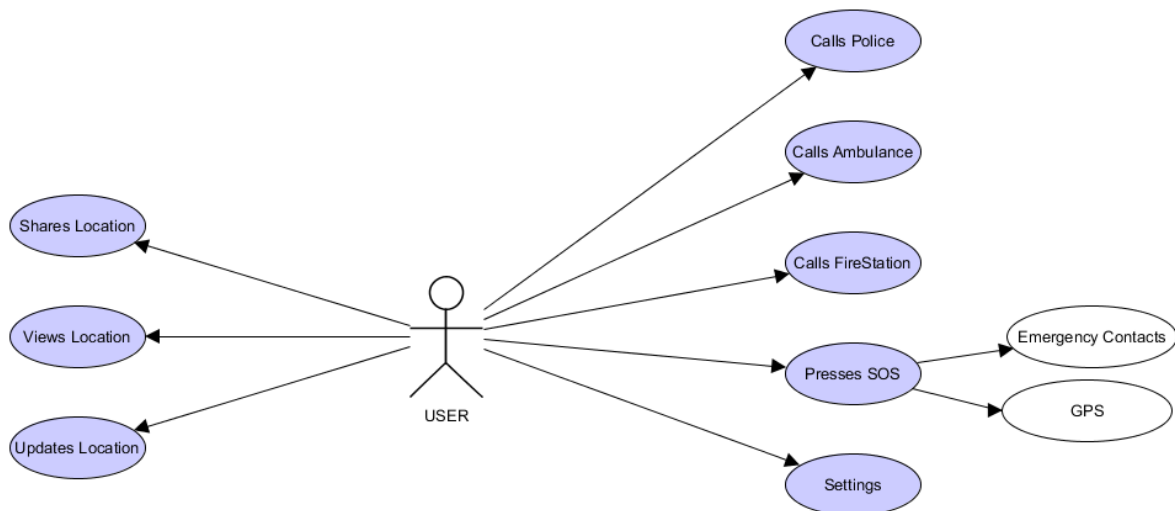 Calls Police
Calls Ambulance
Shares Location
Calls FireStation
Views Location
Emergency Contacts
Presses SOS
GPS
USER
Updates Location
Settings